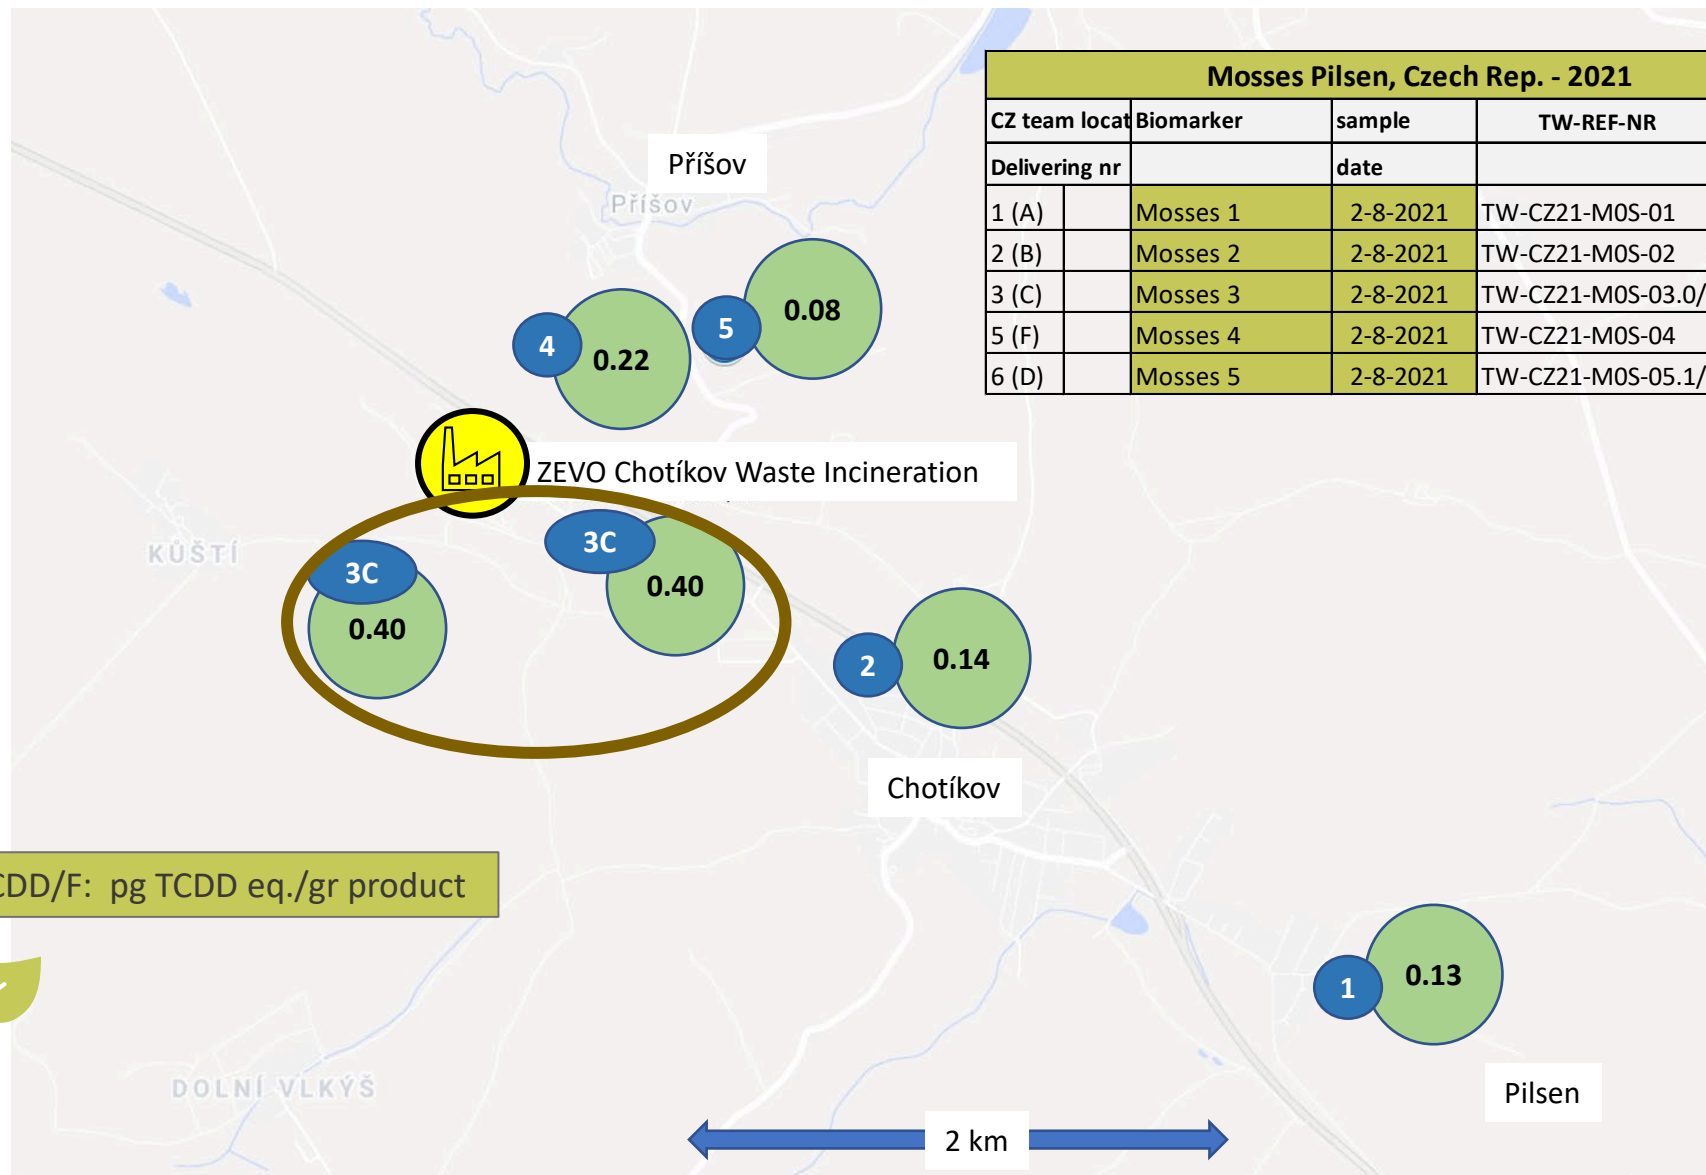 Mosses Pilsen, Czech Rep. - 2021
CZ team locat Biomarker sample TW-REF-NR
Delivering nr date
1 (A) Mosses 1 2-8-2021 TW-CZ21-M0S-01
2 (B) Mosses 2 2-8-2021 TW-CZ21-M0S-02
3 (C) Mosses 3 2-8-2021 TW-CZ21-M0S-03.0/
5 (F) Mosses 4 2-8-2021 TW-CZ21-M0S-04
6 (D) Mosses 5 2-8-2021 TW-CZ21-M0S-05.1/
Příšov
Příšov
5 0.08
4 0.22
ZEVO Chotíkov Waste Incineration
KŮŠTÍ
3C 0.40
3C 0.40
2 0.14
Chotíkov
CDD/F: pg TCDD eq./gr product
1 0.13
DOLNÍ VLKÝŠ
Pilsen
2 km